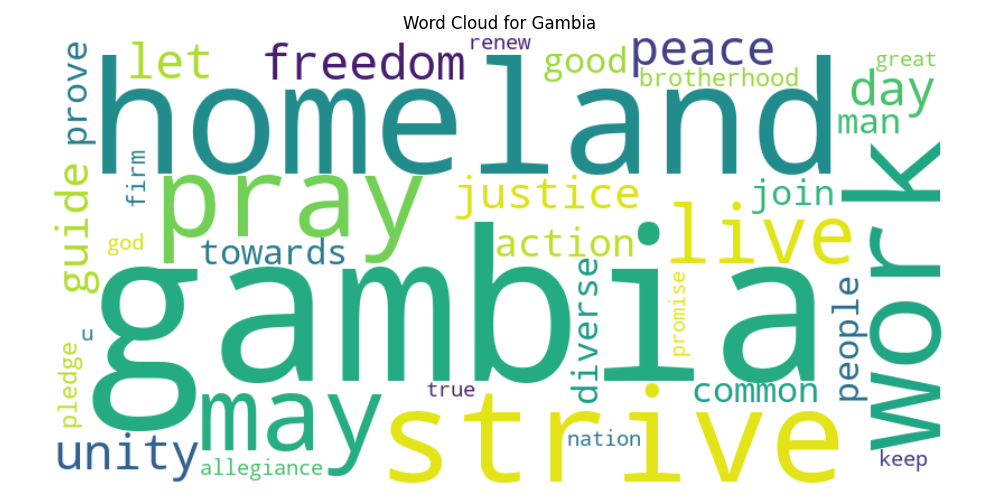 Word Cloud for Gambia
renew
let
freedom
good
peace
great
prove
homeland
brotherhood
day
man
firm
pray
justice
join
work
guide
god
towards
action
live
gambia
diverse
promise
people
u
pledge
may
true
strive
common
unity
allegiance
nation
keep